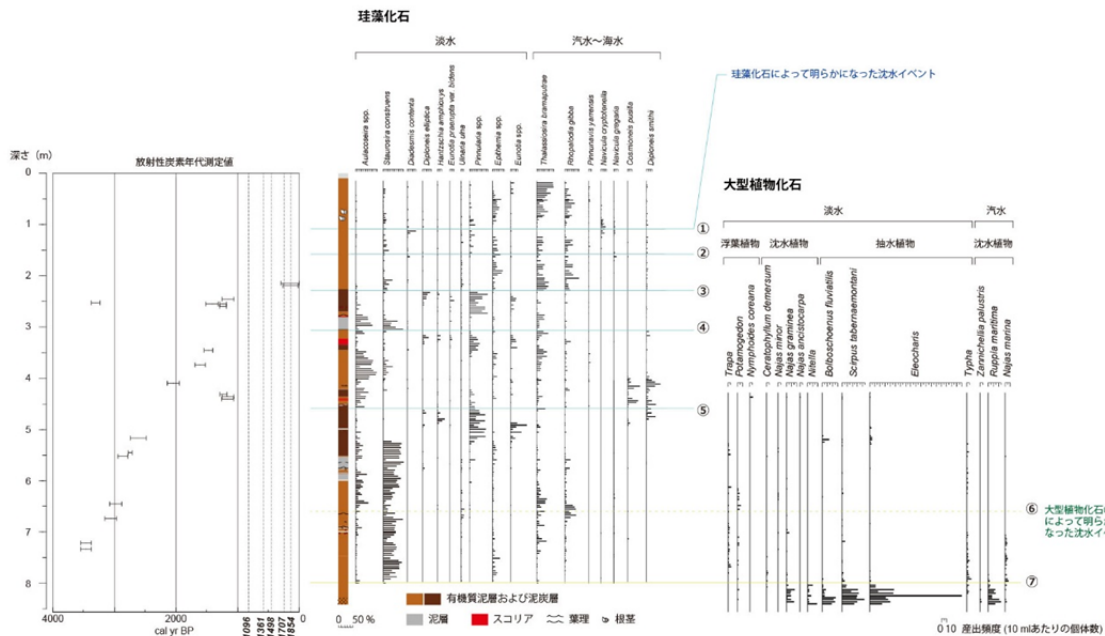 珪藻化石
淡水
汽水～海水
Aulacoseira spp.
Staurosira construens
Diadesmis contenta
Diploneis elliptica
Hantzschia amphioxys
Eunotia praerupta var. bidens
Ulnaria ulna
Pinnularia spp.
Epithemia spp.
Eunotia spp.
Thalassiosira bramaputrae
Rhopalodia gibba
Pinnunavis yarrensis
Navicula cryptotenella
Navicula gregaria
Cosmioneis pusilla
Diploneis smithii
珪藻化石によって明らかになった沈水イベント
深さ（m）
放射性炭素年代測定値
0
1
2
3
4
5
6
7
8
4000
3000
2000
1000
0
cal yr BP
1096
1361
1498
1707
1854
①
②
③
④
⑤
⑥
⑦
大型植物化石
淡水
汽水
浮葉植物
沈水植物
抽水植物
沈水植物
Trapa
Potamogedon
Nymphoides coreana
Ceratophyllum demersum
Najas minor
Najas graminea
Najas ancistocarpa
Nitella
Bolboschoenus fluviatilis
Scirpus tabernaemontani
Eleocharis
Typha
Zannichellia palustris
Ruppia maritima
Najas marina
大型植物化石
によって明ら
なった沈水イ
0 50 %
有機質泥層および泥炭層
泥層
スコリア
葉理
根茎
0 10 産出頻度 (10 mlあたりの個体数)